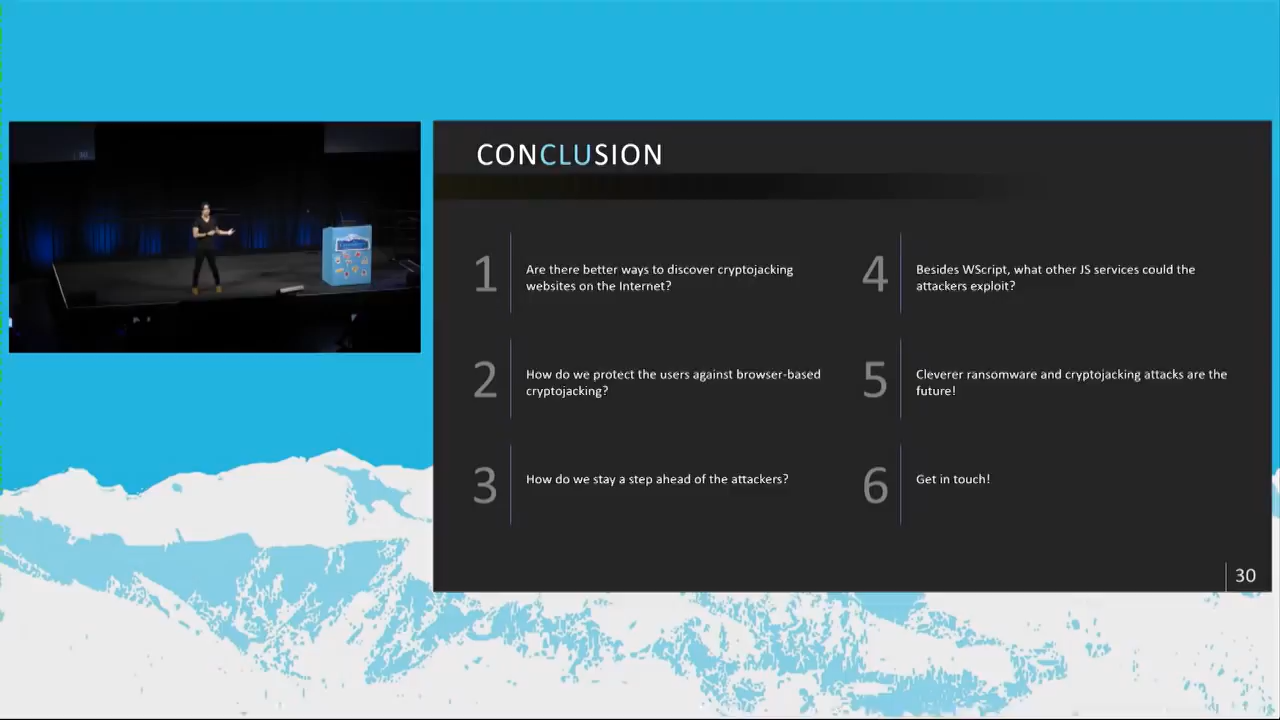 CONCLUSION
1
Are there better ways to discover cryptojacking
websites on the Internet?
2
How do we protect the users against browser-based
cryptojacking?
3
How do we stay a step ahead of the attackers?
4
Besides WScript, what other JS services could the
attackers exploit?
5
Cleverer ransomware and cryptojacking attacks are the
future!
6
Get in touch!
30